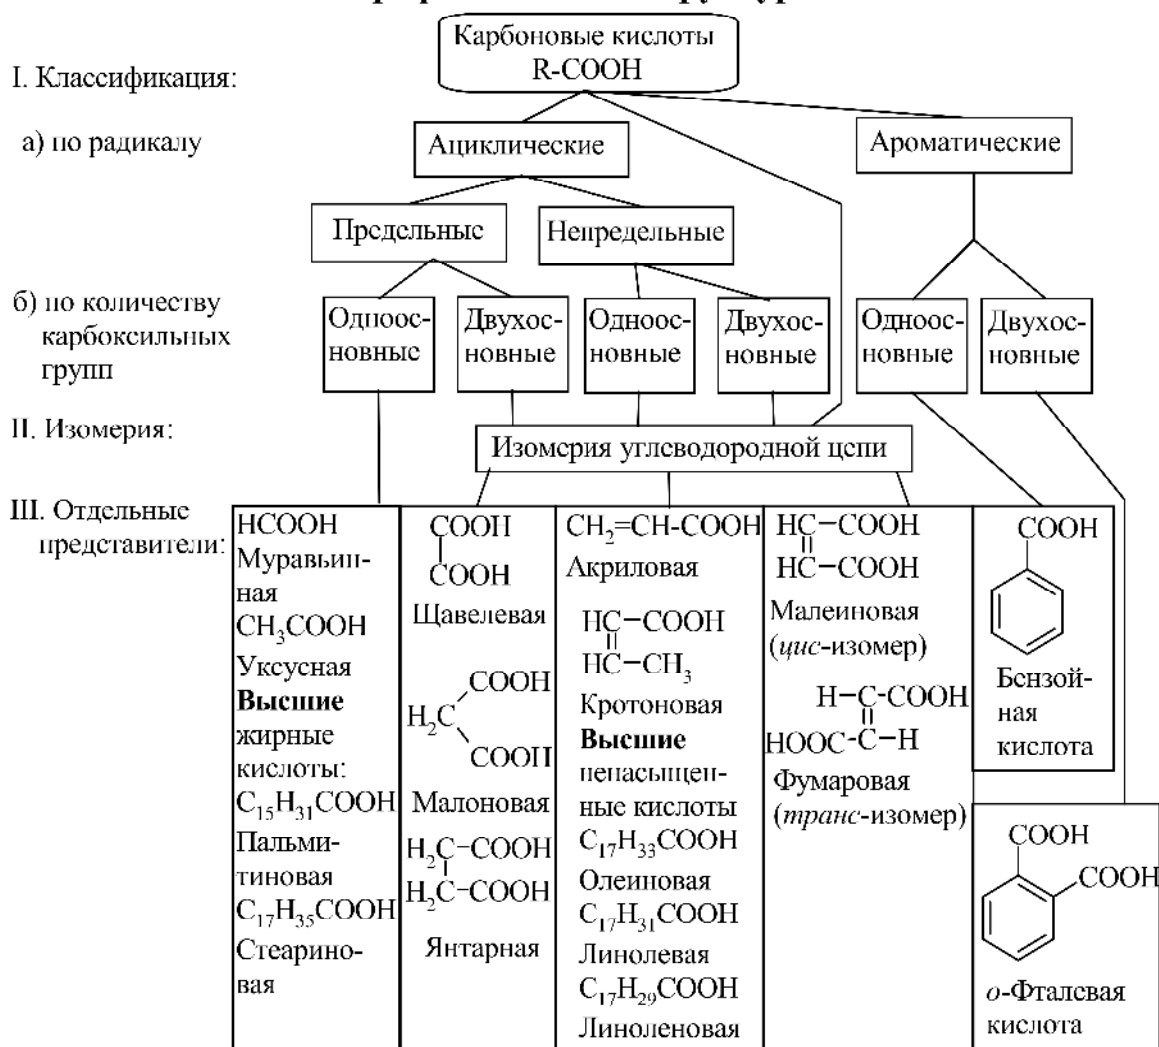 Карбоновые кислоты
R-COOH
I. Классификация:
а) по радикалу
Ациклические
Ароматические
Предельные
Непредельные
б) по количеству
карбоксильных
групп
Одноос-
новные
Двухос-
новные
Одноос-
новные
Двухос-
новные
Одноос-
новные
Двухос-
новные
II. Изомерия:
Изомерия углеводородной цепи
III. Отдельные
представители:
HCOOH
Муравьин-
ная
CH₃COOH
Уксусная
Высшие
жирные
кислоты:
C₁₅H₃₁COOH
Пальми-
тиновая
C₁₇H₃₅COOH
Стеарино-
вая
COOH
COOH
Щавелевая
COOH
H₂C
COOH
Малоновая
H₂C-COOH
H₂C-COOH
Янтарная
CH₂=CH-COOH
Акриловая
HC-COOH
HC-CH₃
Кротоновая
Высшие
ненасыщен-
ные кислоты
C₁₇H₃₃COOH
Олеиновая
C₁₇H₃₁COOH
Линолевая
C₁₇H₂₉COOH
Линоленовая
HC-COOH
HC-COOH
Малеиновая
(цис-изомер)
H-C-COOH
HOOC-C-H
Фумаровая
(транс-изомер)
COOH
Бензой-
ная
кислота
COOH
COOH
о-Фталевая
кислота